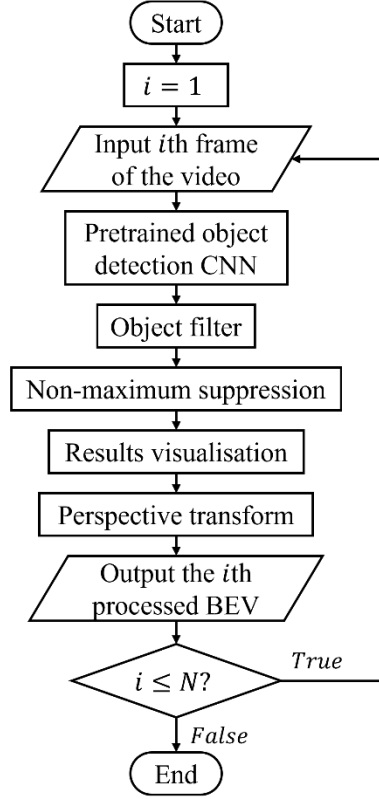 Start
i = 1
Input ith frame
of the video
Pretrained object
detection CNN
Object filter
Non-maximum suppression
Results visualisation
Perspective transform
Output the ith
processed BEV
i ≤ N?
True
False
End